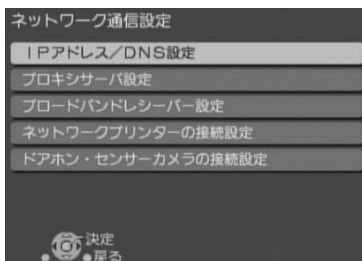 ネットワーク通信設定
IPアドレス／DNS設定
プロキシサーバ設定
ブロードバンドレシーバー設定
ネットワークプリンターの接続設定
ドアホン・センサーカメラの接続設定
決定
戻る